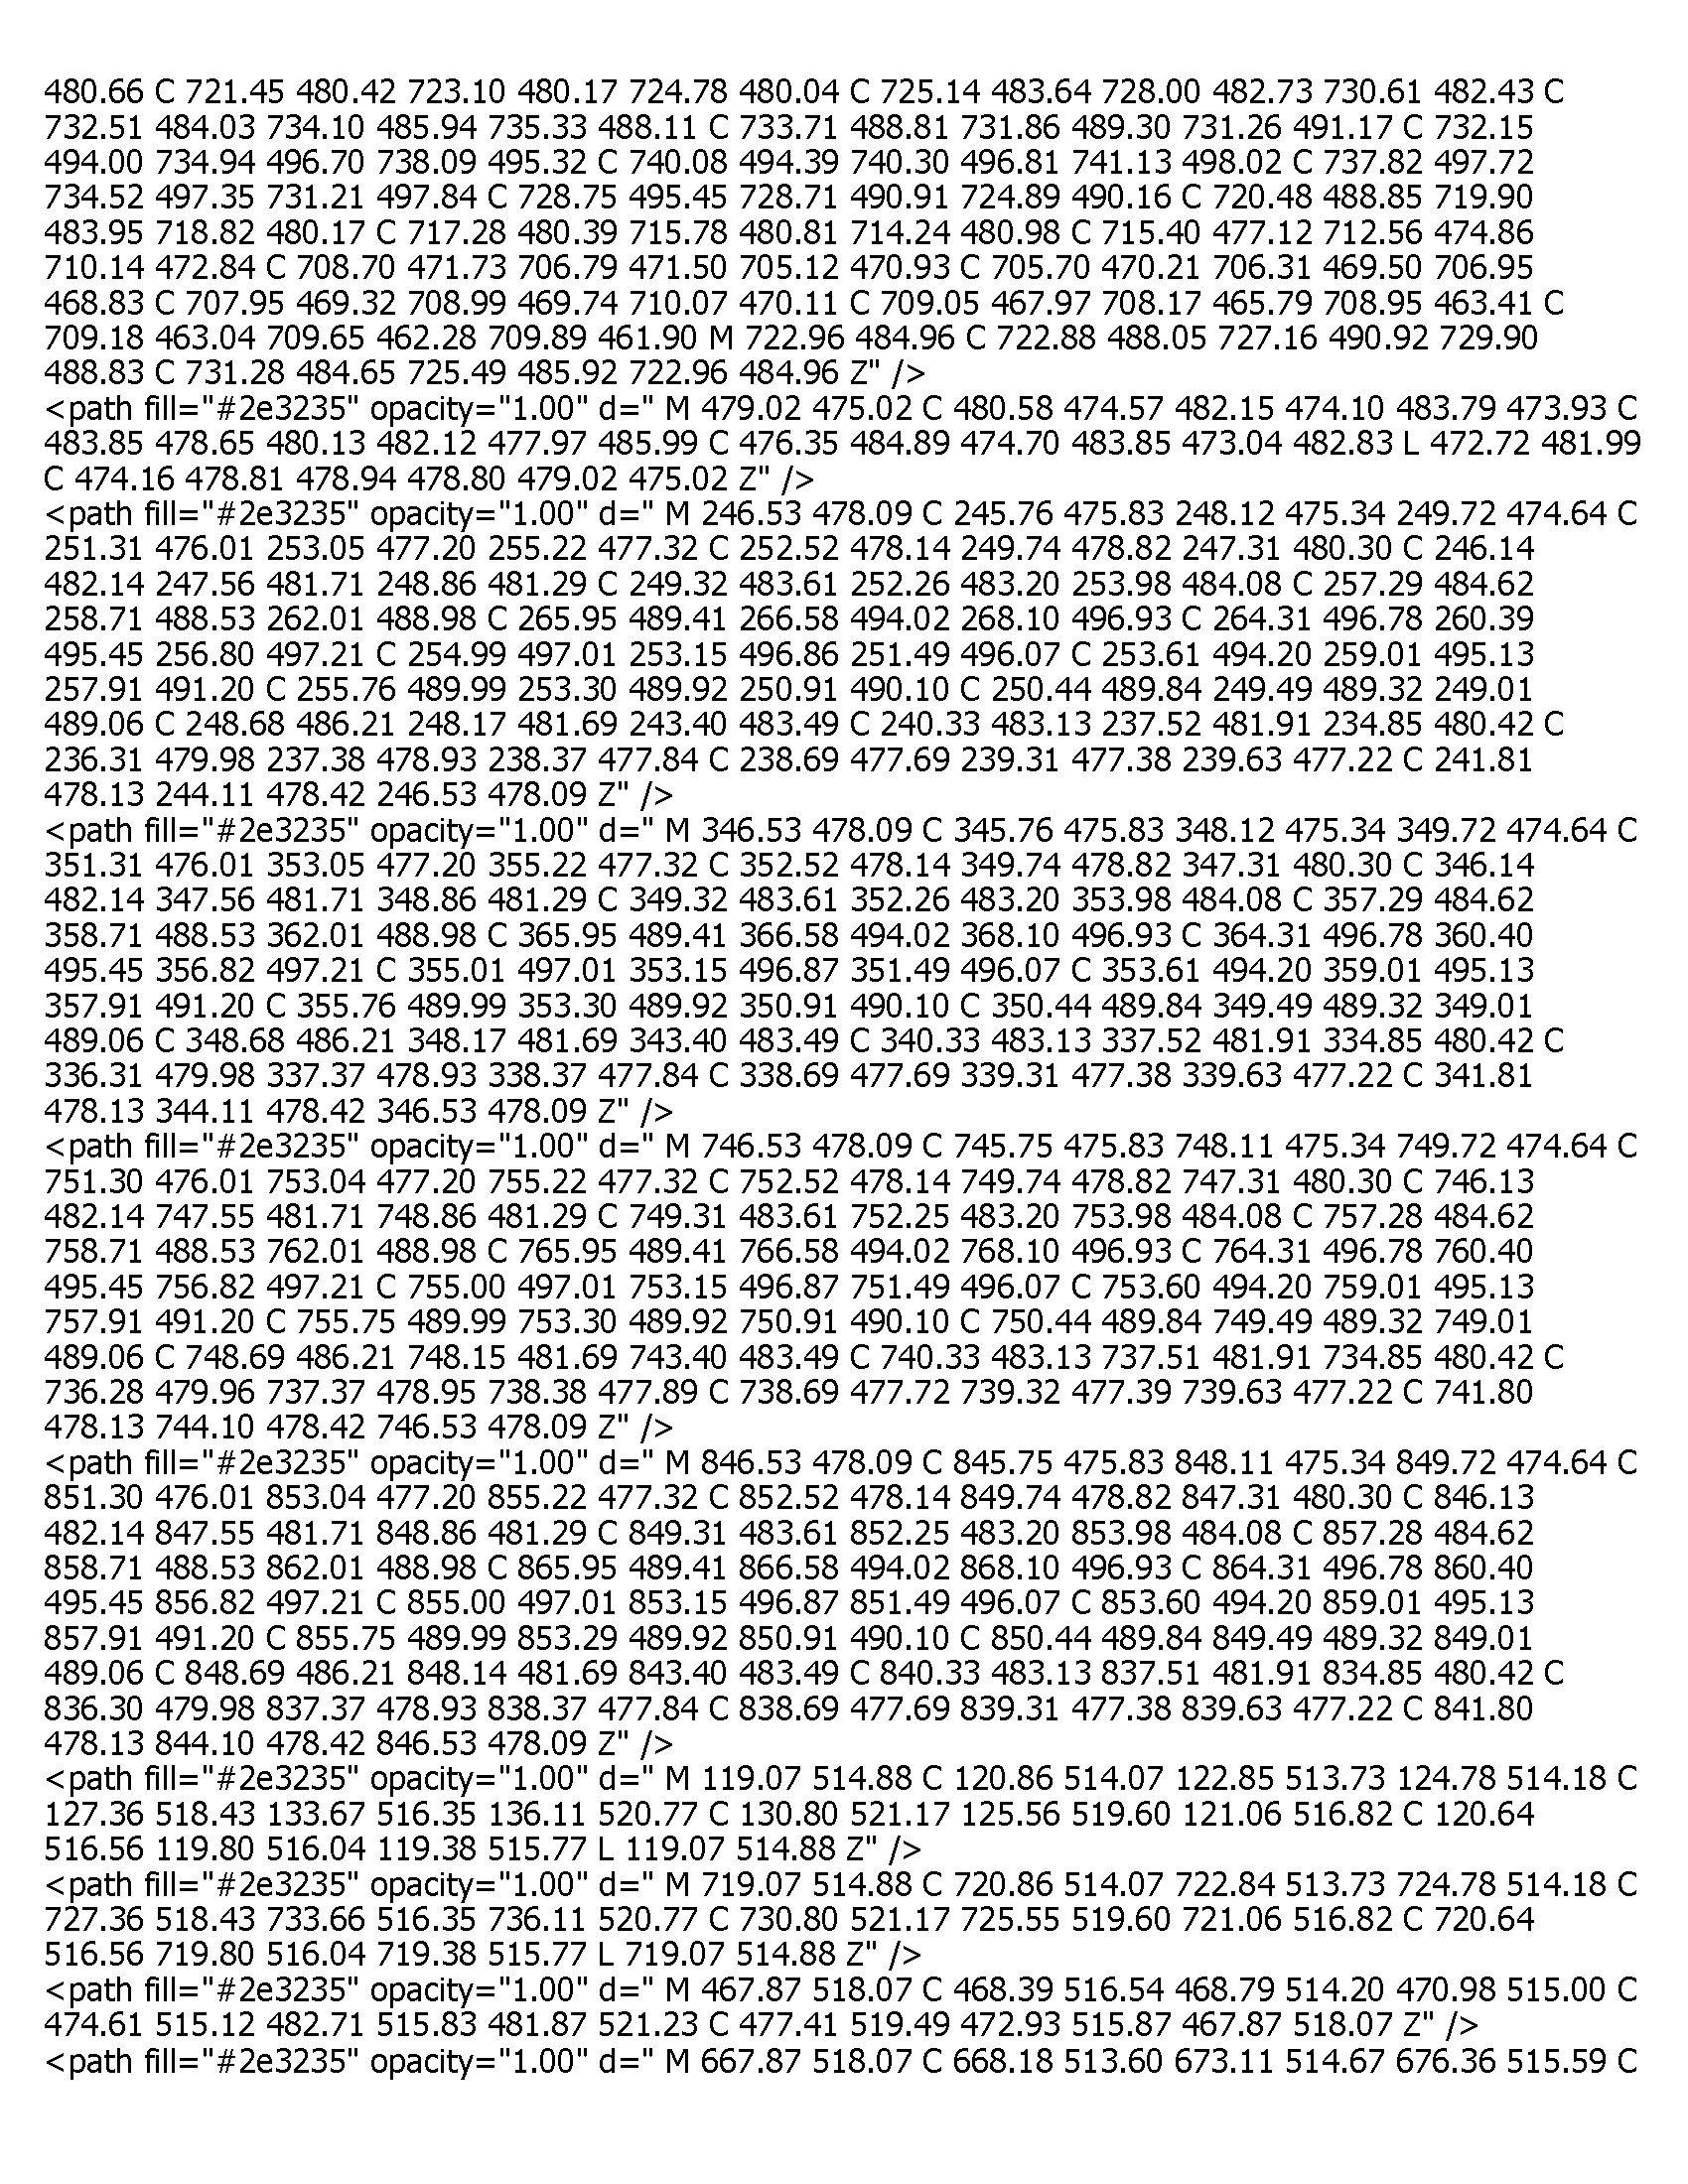 480.66 C 721.45 480.42 723.10 480.17 724.78 480.04 C 725.14 483.64 728.00 482.73 730.61 482.43 C
732.51 484.03 734.10 485.94 735.33 488.11 C 733.71 488.81 731.86 489.30 731.26 491.17 C 732.15
494.00 734.94 496.70 738.09 495.32 C 740.08 494.39 740.30 496.81 741.13 498.02 C 737.82 497.72
734.52 497.35 731.21 497.84 C 728.75 495.45 728.71 490.91 724.89 490.16 C 720.48 488.85 719.90
483.95 718.82 480.17 C 717.28 480.39 715.78 480.81 714.24 480.98 C 715.40 477.12 712.56 474.86
710.14 472.84 C 708.70 471.73 706.79 471.50 705.12 470.93 C 705.70 470.21 706.31 469.50 706.95
468.83 C 707.95 469.32 708.99 469.74 710.07 470.11 C 709.05 467.97 708.17 465.79 708.95 463.41 C
709.18 463.04 709.65 462.28 709.89 461.90 M 722.96 484.96 C 722.88 488.05 727.16 490.92 729.90
488.83 C 731.28 484.65 725.49 485.92 722.96 484.96 Z" />
<path fill="#2e3235" opacity="1.00" d=" M 479.02 475.02 C 480.58 474.57 482.15 474.10 483.79 473.93 C
483.85 478.65 480.13 482.12 477.97 485.99 C 476.35 484.89 474.70 483.85 473.04 482.83 L 472.72 481.99
C 474.16 478.81 478.94 478.80 479.02 475.02 Z" />
<path fill="#2e3235" opacity="1.00" d=" M 246.53 478.09 C 245.76 475.83 248.12 475.34 249.72 474.64 C
251.31 476.01 253.05 477.20 255.22 477.32 C 252.52 478.14 249.74 478.82 247.31 480.30 C 246.14
482.14 247.56 481.71 248.86 481.29 C 249.32 483.61 252.26 483.20 253.98 484.08 C 257.29 484.62
258.71 488.53 262.01 488.98 C 265.95 489.41 266.58 494.02 268.10 496.93 C 264.31 496.78 260.39
495.45 256.80 497.21 C 254.99 497.01 253.15 496.86 251.49 496.07 C 253.61 494.20 259.01 495.13
257.91 491.20 C 255.76 489.99 253.30 489.92 250.91 490.10 C 250.44 489.84 249.49 489.32 249.01
489.06 C 248.68 486.21 248.17 481.69 243.40 483.49 C 240.33 483.13 237.52 481.91 234.85 480.42 C
236.31 479.98 237.38 478.93 238.37 477.84 C 238.69 477.69 239.31 477.38 239.63 477.22 C 241.81
478.13 244.11 478.42 246.53 478.09 Z" />
<path fill="#2e3235" opacity="1.00" d=" M 346.53 478.09 C 345.76 475.83 348.12 475.34 349.72 474.64 C
351.31 476.01 353.05 477.20 355.22 477.32 C 352.52 478.14 349.74 478.82 347.31 480.30 C 346.14
482.14 347.56 481.71 348.86 481.29 C 349.32 483.61 352.26 483.20 353.98 484.08 C 357.29 484.62
358.71 488.53 362.01 488.98 C 365.95 489.41 366.58 494.02 368.10 496.93 C 364.31 496.78 360.40
495.45 356.82 497.21 C 355.01 497.01 353.15 496.87 351.49 496.07 C 353.61 494.20 359.01 495.13
357.91 491.20 C 355.76 489.99 353.30 489.92 350.91 490.10 C 350.44 489.84 349.49 489.32 349.01
489.06 C 348.68 486.21 348.17 481.69 343.40 483.49 C 340.33 483.13 337.52 481.91 334.85 480.42 C
336.31 479.98 337.37 478.93 338.37 477.84 C 338.69 477.69 339.31 477.38 339.63 477.22 C 341.81
478.13 344.11 478.42 346.53 478.09 Z" />
<path fill="#2e3235" opacity="1.00" d=" M 746.53 478.09 C 745.75 475.83 748.11 475.34 749.72 474.64 C
751.30 476.01 753.04 477.20 755.22 477.32 C 752.52 478.14 749.74 478.82 747.31 480.30 C 746.13
482.14 747.55 481.71 748.86 481.29 C 749.31 483.61 752.25 483.20 753.98 484.08 C 757.28 484.62
758.71 488.53 762.01 488.98 C 765.95 489.41 766.58 494.02 768.10 496.93 C 764.31 496.78 760.40
495.45 756.82 497.21 C 755.00 497.01 753.15 496.87 751.49 496.07 C 753.60 494.20 759.01 495.13
757.91 491.20 C 755.75 489.99 753.30 489.92 750.91 490.10 C 750.44 489.84 749.49 489.32 749.01
489.06 C 748.69 486.21 748.15 481.69 743.40 483.49 C 740.33 483.13 737.51 481.91 734.85 480.42 C
736.28 479.96 737.37 478.95 738.38 477.89 C 738.69 477.72 739.32 477.39 739.63 477.22 C 741.80
478.13 744.10 478.42 746.53 478.09 Z" />
<path fill="#2e3235" opacity="1.00" d=" M 846.53 478.09 C 845.75 475.83 848.11 475.34 849.72 474.64 C
851.30 476.01 853.04 477.20 855.22 477.32 C 852.52 478.14 849.74 478.82 847.31 480.30 C 846.13
482.14 847.55 481.71 848.86 481.29 C 849.31 483.61 852.25 483.20 853.98 484.08 C 857.28 484.62
858.71 488.53 862.01 488.98 C 865.95 489.41 866.58 494.02 868.10 496.93 C 864.31 496.78 860.40
495.45 856.82 497.21 C 855.00 497.01 853.15 496.87 851.49 496.07 C 853.60 494.20 859.01 495.13
857.91 491.20 C 855.75 489.99 853.29 489.92 850.91 490.10 C 850.44 489.84 849.49 489.32 849.01
489.06 C 848.69 486.21 848.14 481.69 843.40 483.49 C 840.33 483.13 837.51 481.91 834.85 480.42 C
836.30 479.98 837.37 478.93 838.37 477.84 C 838.69 477.69 839.31 477.38 839.63 477.22 C 841.80
478.13 844.10 478.42 846.53 478.09 Z" />
<path fill="#2e3235" opacity="1.00" d=" M 119.07 514.88 C 120.86 514.07 122.85 513.73 124.78 514.18 C
127.36 518.43 133.67 516.35 136.11 520.77 C 130.80 521.17 125.56 519.60 121.06 516.82 C 120.64
516.56 119.80 516.04 119.38 515.77 L 119.07 514.88 Z" />
<path fill="#2e3235" opacity="1.00" d=" M 719.07 514.88 C 720.86 514.07 722.84 513.73 724.78 514.18 C
727.36 518.43 733.66 516.35 736.11 520.77 C 730.80 521.17 725.55 519.60 721.06 516.82 C 720.64
516.56 719.80 516.04 719.38 515.77 L 719.07 514.88 Z" />
<path fill="#2e3235" opacity="1.00" d=" M 467.87 518.07 C 468.39 516.54 468.79 514.20 470.98 515.00 C
474.61 515.12 482.71 515.83 481.87 521.23 C 477.41 519.49 472.93 515.87 467.87 518.07 Z" />
<path fill="#2e3235" opacity="1.00" d=" M 667.87 518.07 C 668.18 513.60 673.11 514.67 676.36 515.59 C